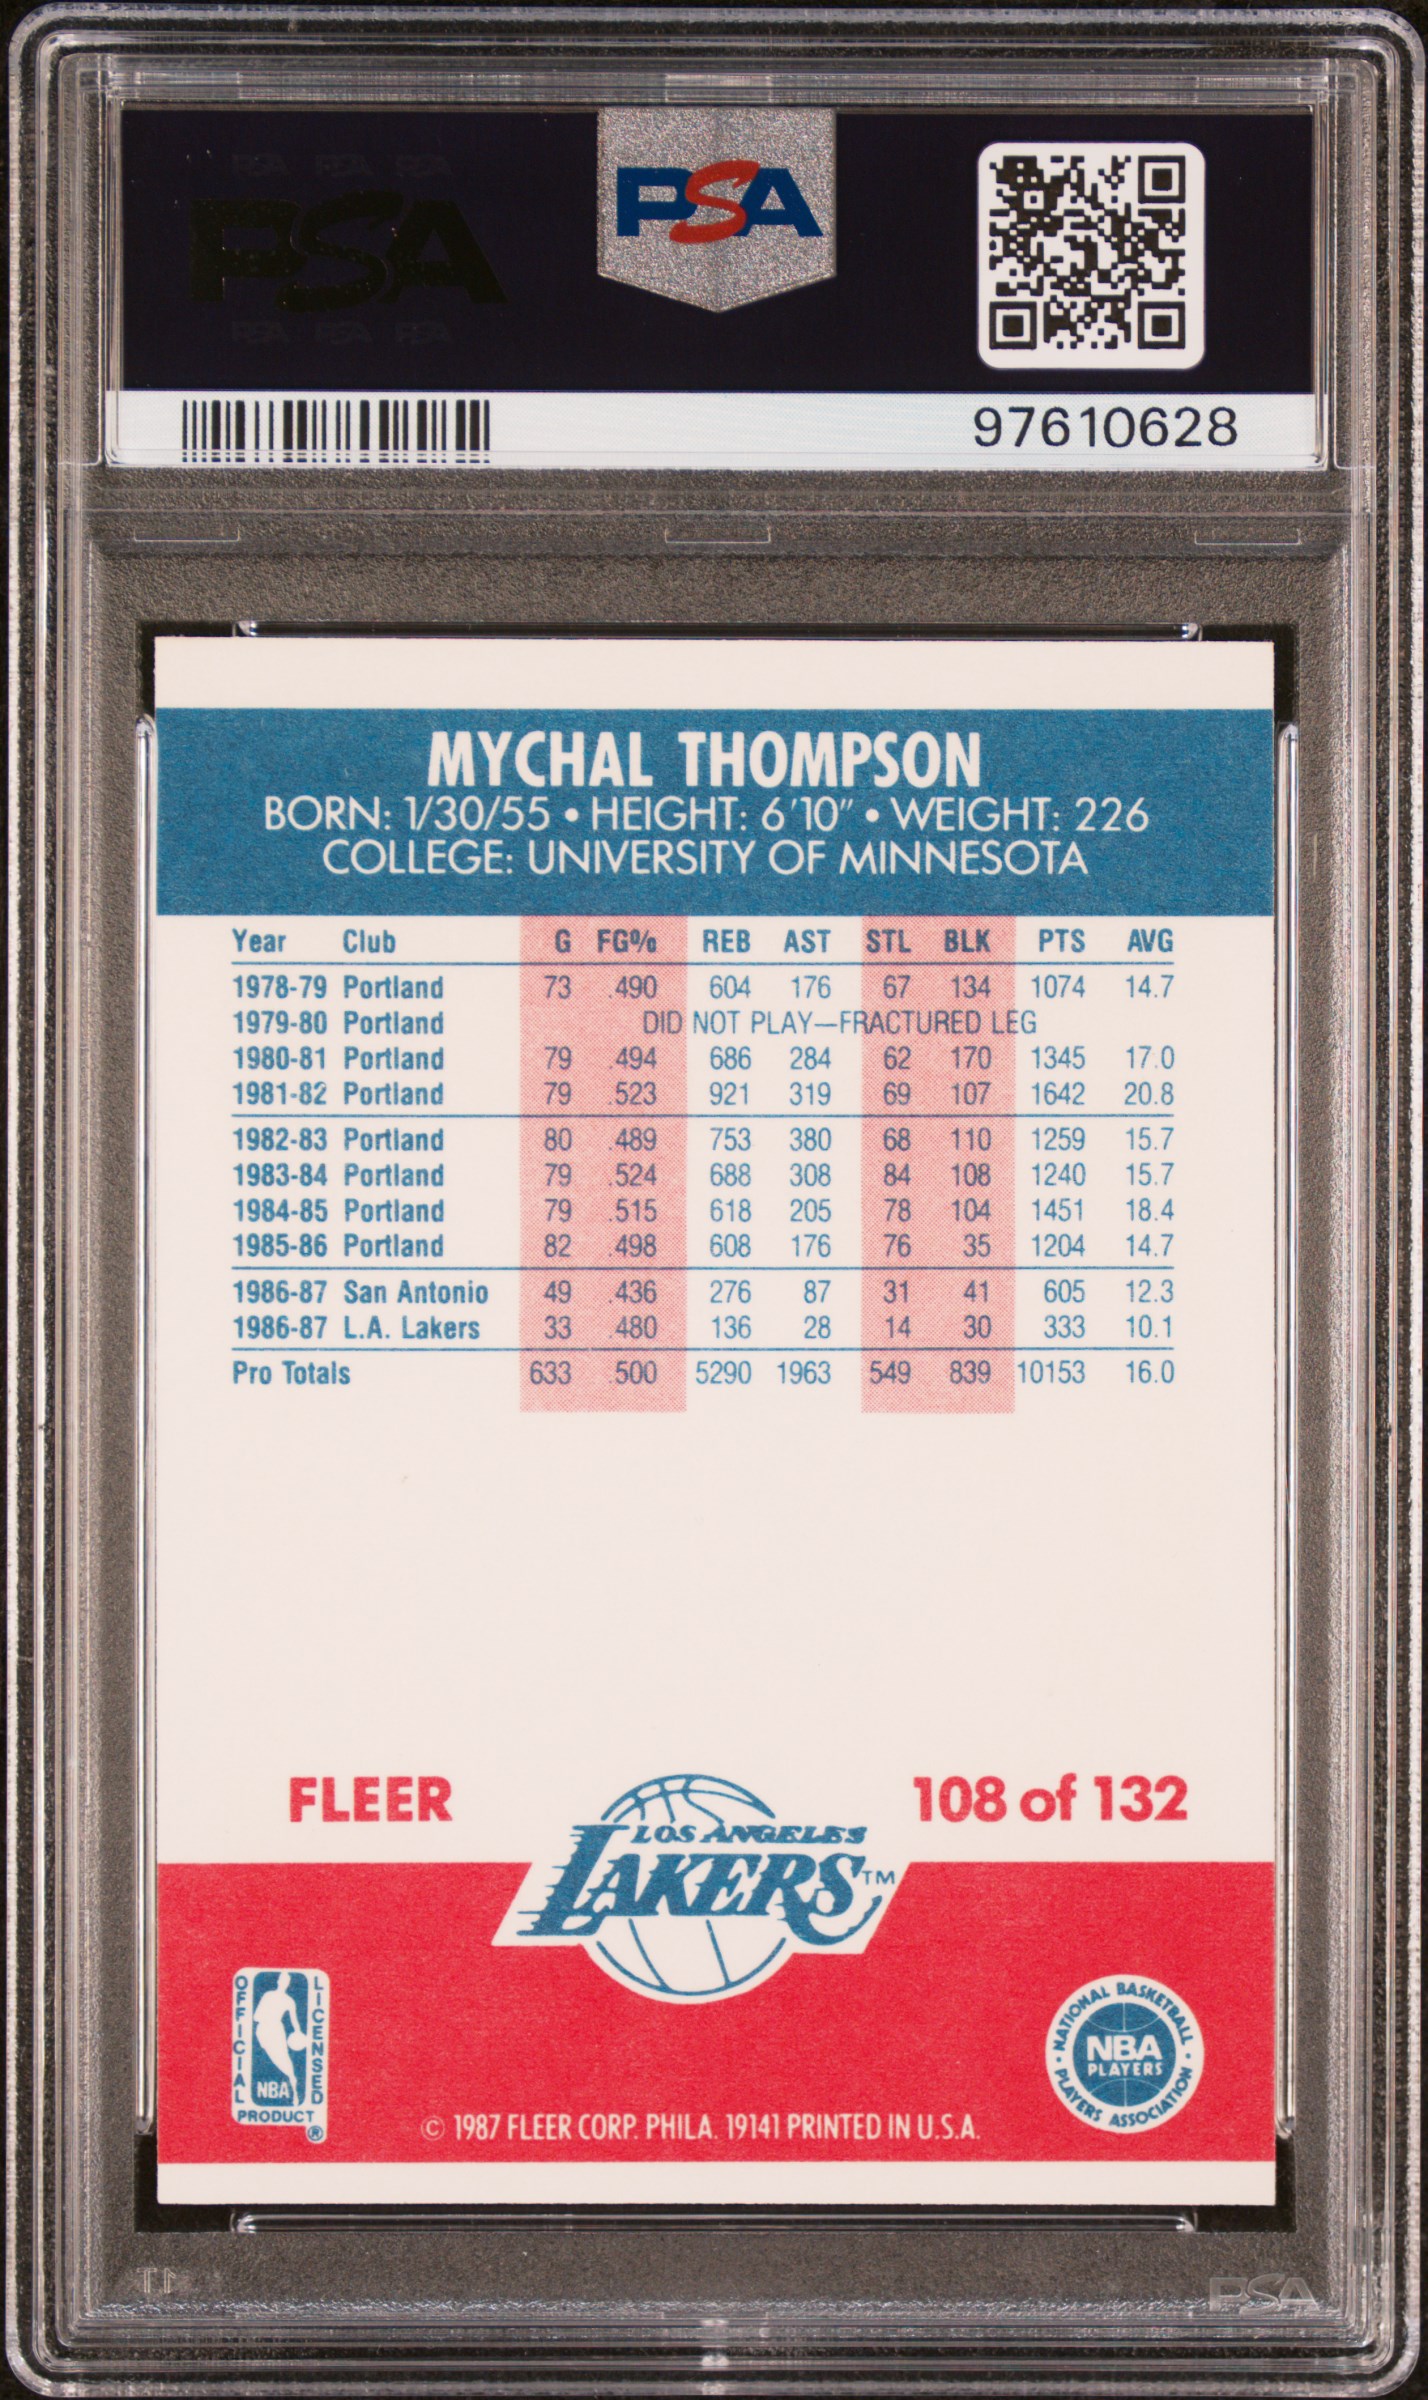 PSA PSA PSA
PSA
PSA PSA PSA
PSA
97610628
MYCHAL THOMPSON
BORN: 1/30/55 • HEIGHT: 6'10" • WEIGHT: 226
COLLEGE: UNIVERSITY OF MINNESOTA
Year Club G FG% REB AST STL BLK PTS AVG
1978-79 Portland 73 .490 604 176 67 134 1074 14.7
1979-80 Portland DID NOT PLAY—FRACTURED LEG
1980-81 Portland 79 .494 686 284 62 170 1345 17.0
1981-82 Portland 79 .523 921 319 69 107 1642 20.8
1982-83 Portland 80 .489 753 380 68 110 1259 15.7
1983-84 Portland 79 .524 688 308 84 108 1240 15.7
1984-85 Portland 79 .515 618 205 78 104 1451 18.4
1985-86 Portland 82 .498 608 176 76 35 1204 14.7
1986-87 San Antonio 49 .436 276 87 31 41 605 12.3
1986-87 L.A. Lakers 33 .480 136 28 14 30 333 10.1
Pro Totals 633 .500 5290 1963 549 839 10153 16.0
FLEER
108 of 132
LOS ANGELES
LAKERS™
OFFICIAL LICENSED
NBA
PRODUCT
®
NATIONAL BASKETBALL
NBA
PLAYERS
PLAYERS ASSOCIATION
© 1987 FLEER CORP. PHILA. 19141 PRINTED IN U.S.A.
PSA